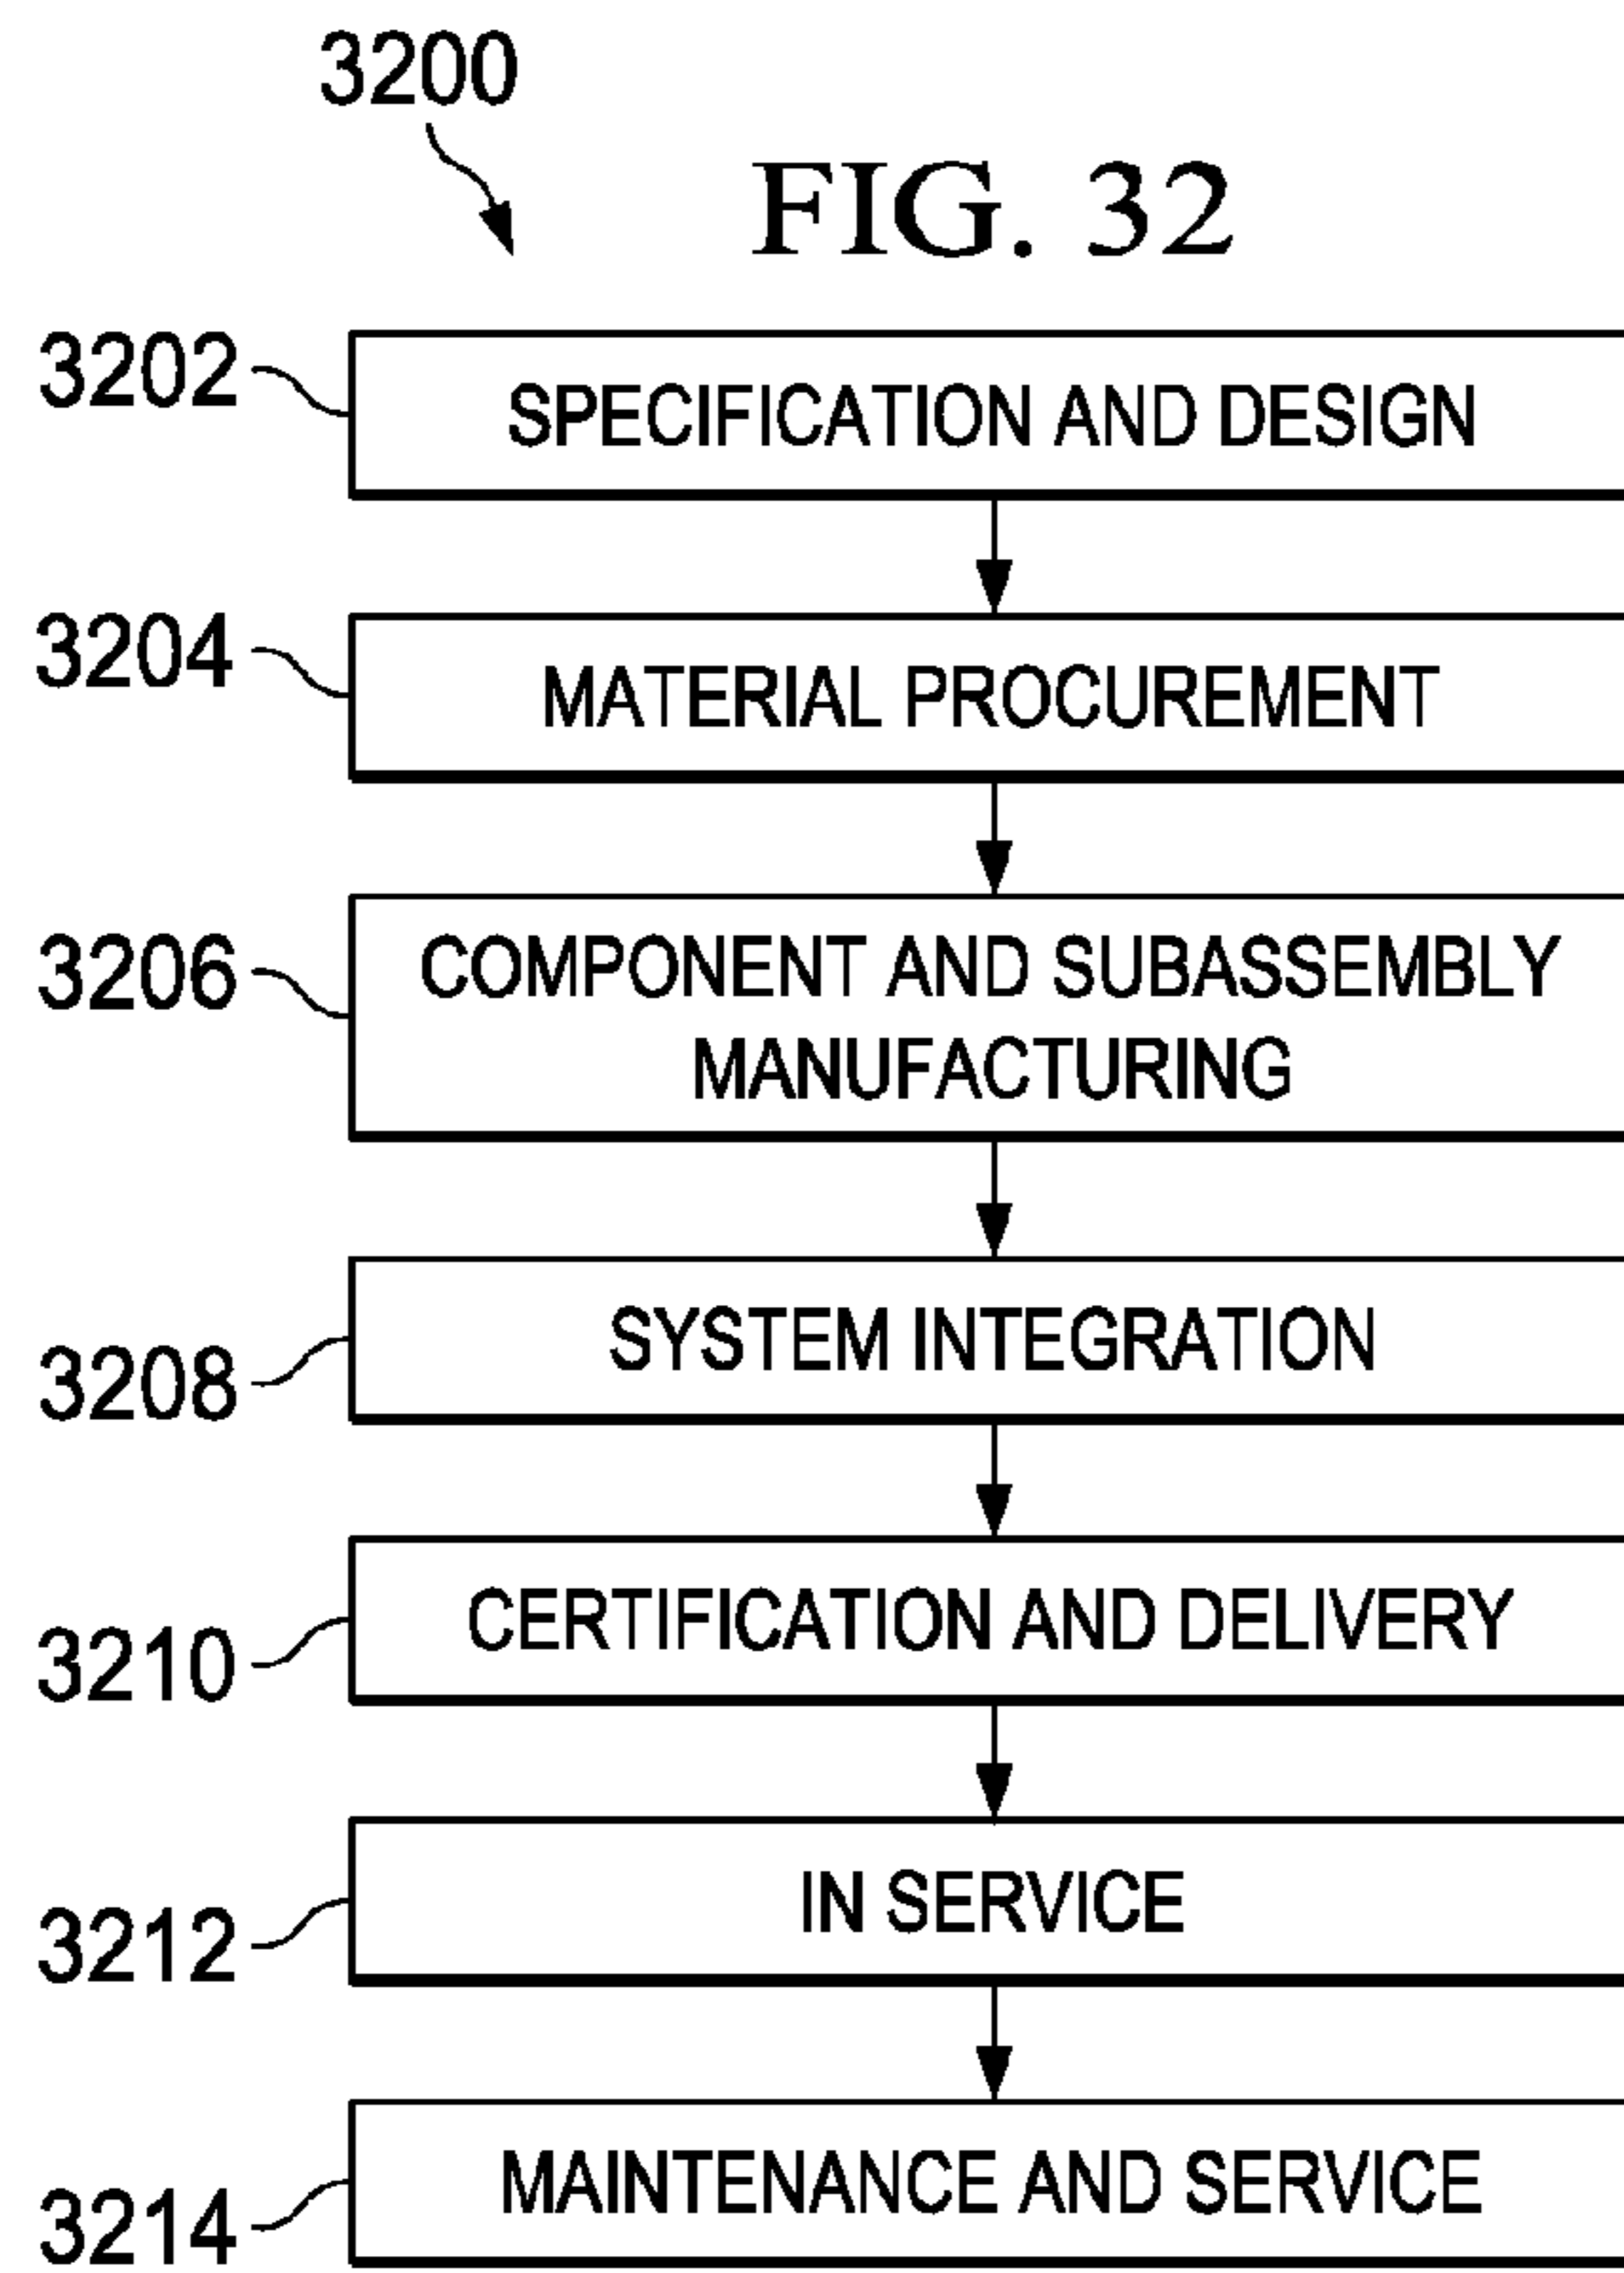 3200
FIG. 32
3202
SPECIFICATION AND DESIGN
3204
MATERIAL PROCUREMENT
3206
COMPONENT AND SUBASSEMBLY
MANUFACTURING
3208
SYSTEM INTEGRATION
3210
CERTIFICATION AND DELIVERY
3212
IN SERVICE
3214
MAINTENANCE AND SERVICE